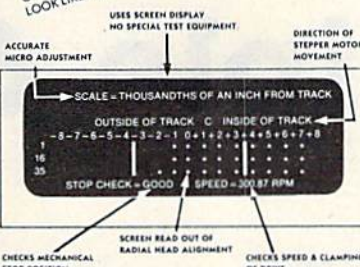 LOOK LIK
USES SCREEN DISPLAY
NO SPECIAL TEST EQUIPMENT
ACCURATE
MICRO ADJUSTMENT
DIRECTION OF
STEPPER MOTOR
MOVEMENT
SCALE = THOUSANDTHS OF AN INCH FROM TRACK
OUTSIDE OF TRACK C INSIDE OF TRACK
-8-7-6-5-4-3-2-1 0+1+2+3+4+5+6+7+8
1
16
35
STOP CHECK = GOOD SPEED = 300.87 RPM
SCREEN READ OUT OF
RADIAL HEAD ALIGNMENT
CHECKS MECHANICAL
CHECKS SPEED & CLAMPING